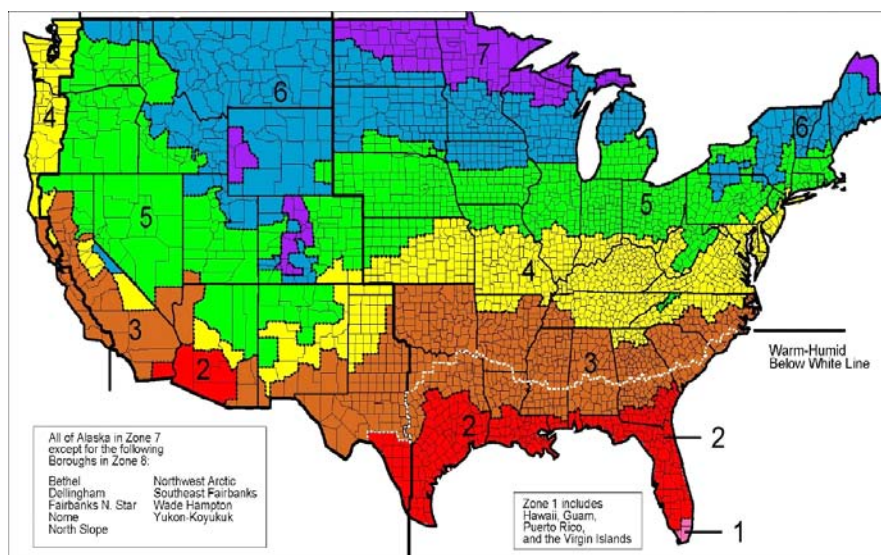 7
6
6
4
5
5
4
3
3
Warm-Humid
Below White Line
2
2
2
1
All of Alaska in Zone 7
except for the following
Boroughs in Zone 8:
Bethel Northwest Arctic
Dellingham Southeast Fairbanks
Fairbanks N. Star Wade Hampton
Nome Yukon-Koyukuk
North Slope
Zone 1 includes
Hawaii, Guam,
Puerto Rico,
and the Virgin Islands